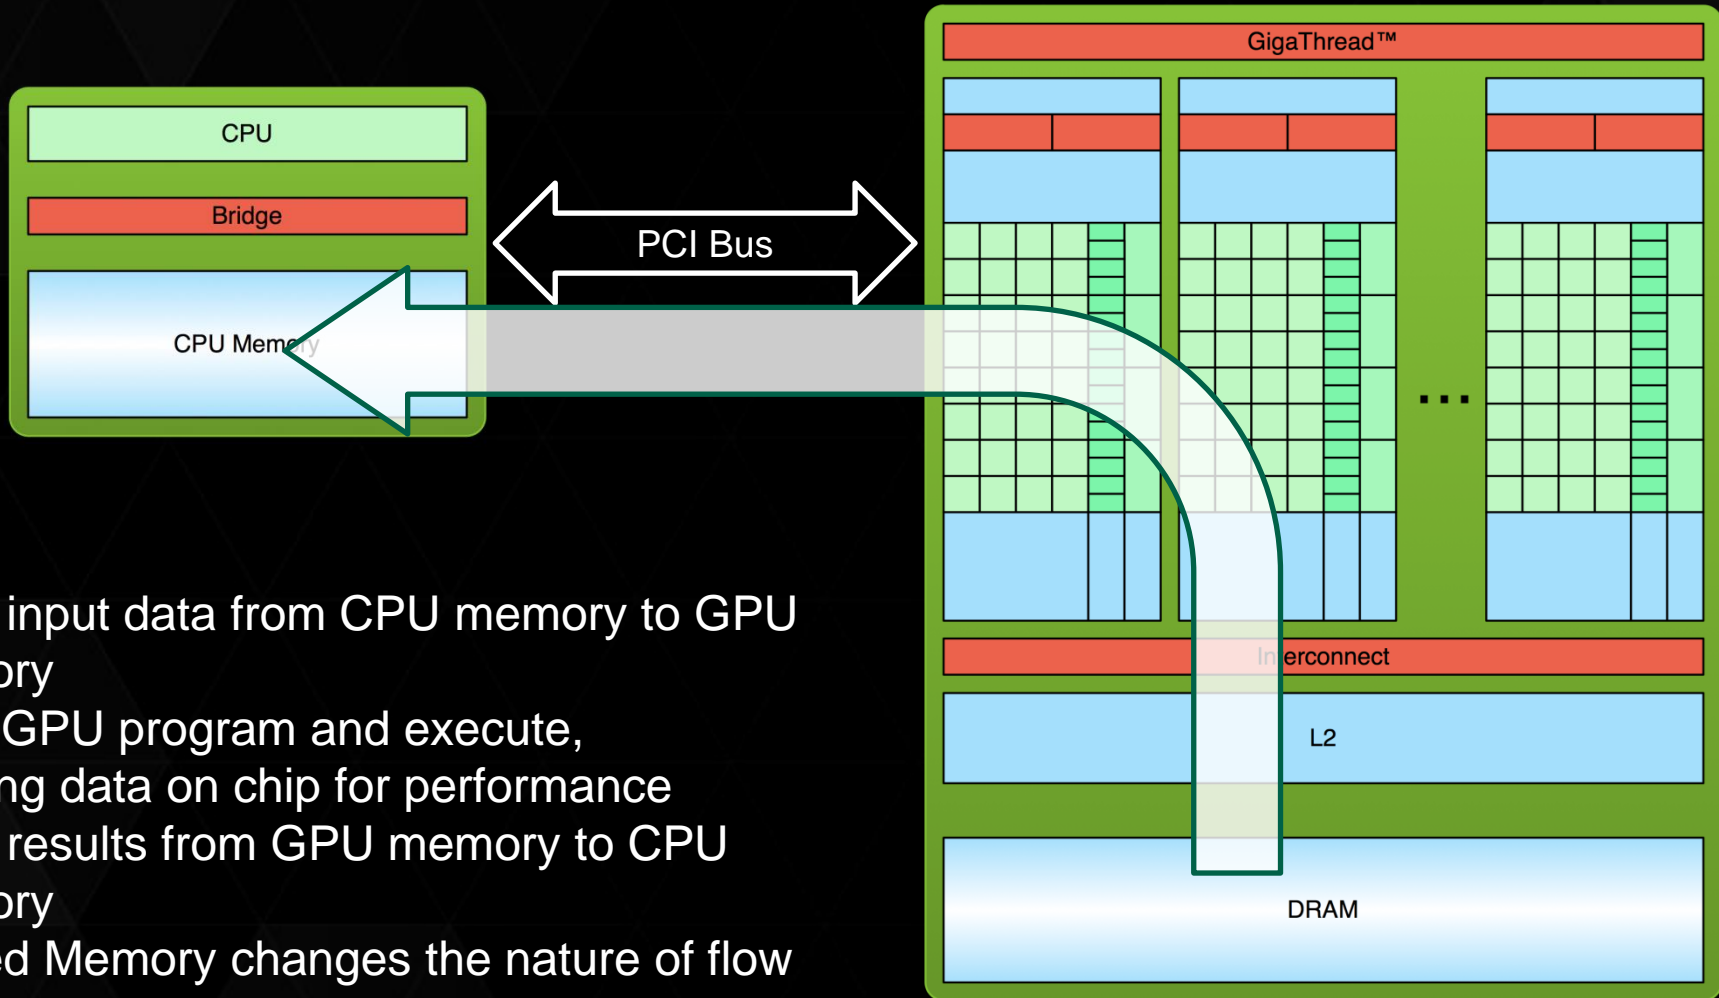 GigaThread™
CPU
Bridge
PCI Bus
CPU Memory
...
Interconnect
L2
DRAM
input data from CPU memory to GPU
ory
GPU program and execute,
ng data on chip for performance
results from GPU memory to CPU
ory
ed Memory changes the nature of flow